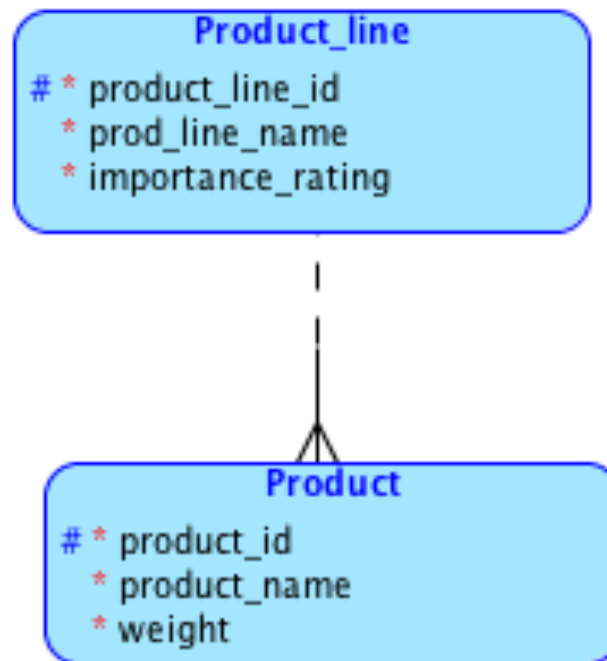 Product_line
# * product_line_id
* prod_line_name
* importance_rating
Product
# * product_id
* product_name
* weight